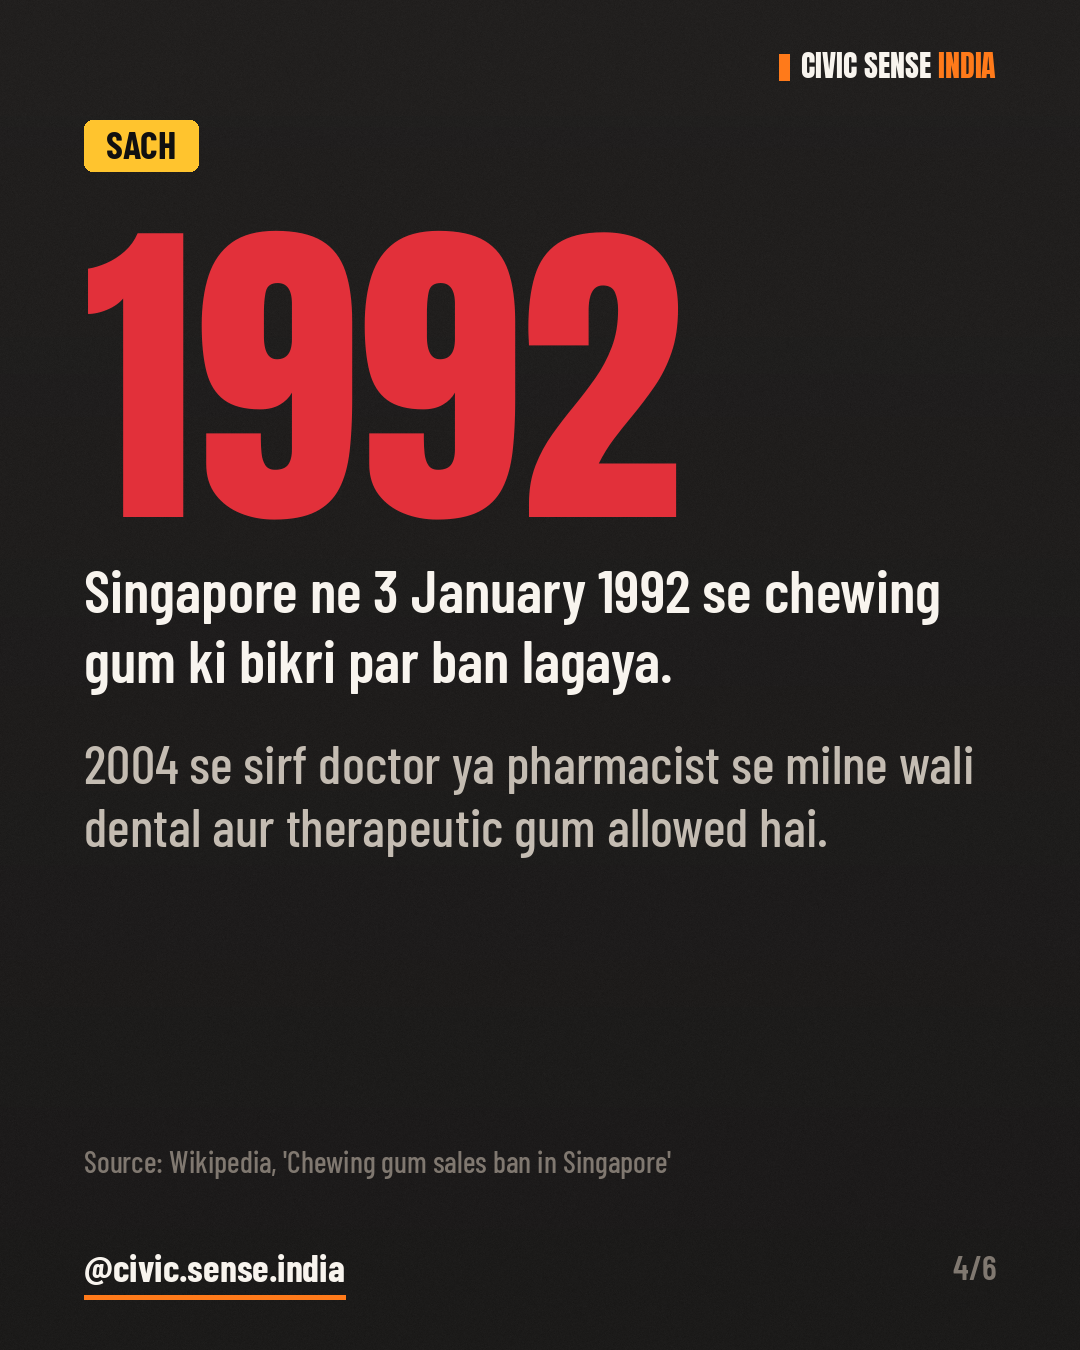 CIVIC SENSE INDIA
SACH
1992
Singapore ne 3 January 1992 se chewing
gum ki bikri par ban lagaya.
2004 se sirf doctor ya pharmacist se milne wali
dental aur therapeutic gum allowed hai.
Source: Wikipedia, 'Chewing gum sales ban in Singapore'
@civic.sense.india
4/6